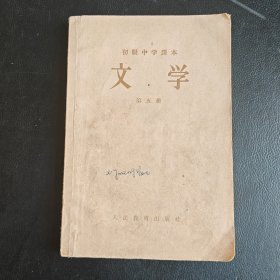 初级中学课本
文学
第五册
人民教育出版社